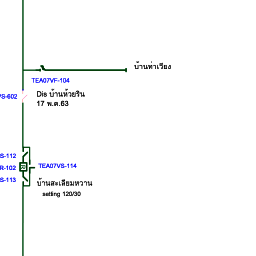 บ้านท่าเวียง
TEA07VF-104
VS-602
Dis บ้านห้วยริน
17 พ.ค.63
S-112
R-102
TEA07VS-114
S-113
บ้านสะเลียมหวาน
setting 120/30